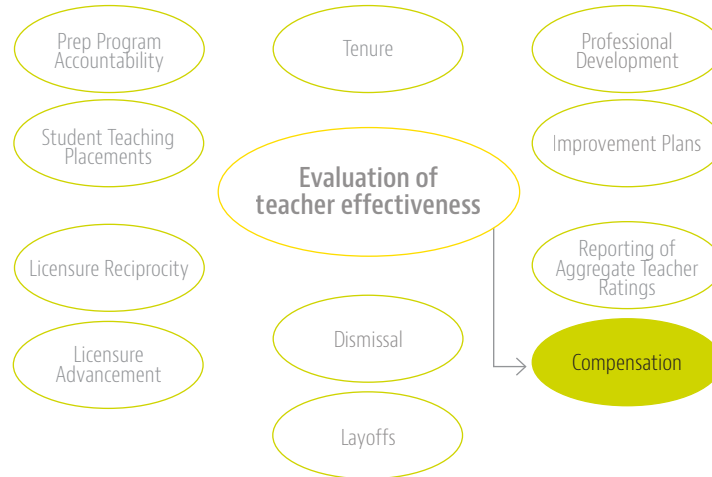 Prep Program
Accountability
Tenure
Professional
Development
Student Teaching
Placements
Improvement Plans
Evaluation of
teacher effectiveness
Licensure Reciprocity
Reporting of
Aggregate Teacher
Ratings
Licensure
Advancement
Dismissal
Compensation
Layoffs